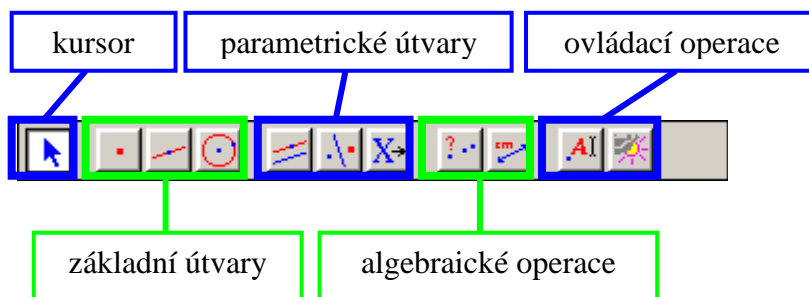 kursor parametrické útvary ovládací operace
X ? cm A
základní útvary algebraické operace